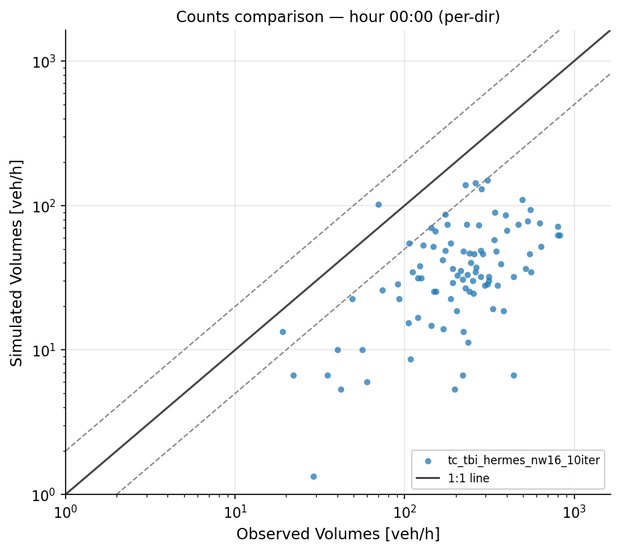 Counts comparison — hour 00:00 (per-dir)
Simulated Volumes [veh/h]
10³
10²
10¹
10⁰
10⁰ 10¹ 10² 10³
Observed Volumes [veh/h]
tc_tbi_hermes_nw16_10iter
1:1 line